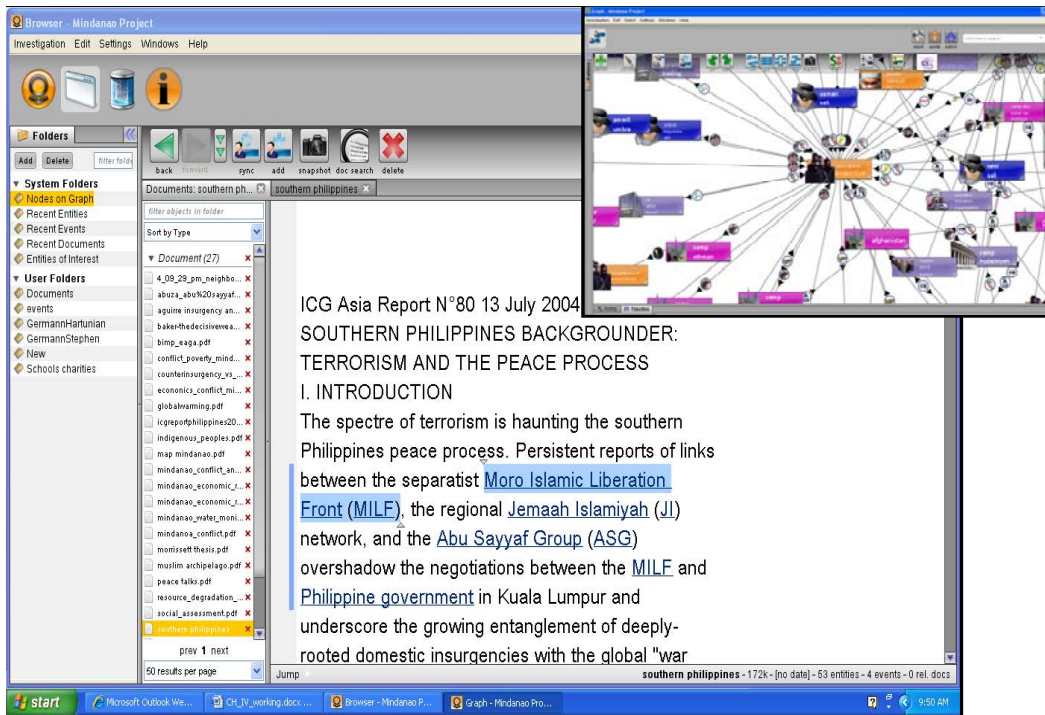 Browser - Mindanao Project
Investigation Edit Settings Windows Help
Folders
Add Delete
back forward sync add snapshot doc search delete
Documents: southern ph... southern philippines
System Folders
Nodes on Graph
Recent Entities
Recent Events
Recent Documents
Entities of Interest
User Folders
Documents
events
GermannHartunian
GermannStephen
New
Schools charities
filter objects in folder
Sort by Type
Document (27)
4_09_29_pm_neighbo...
abuza_abu%20sayyaf...
aguirre insurgency an...
baker-thedecisivewea...
bimp_eaga.pdf
conflict_poverty_mind...
counterinsurgency_vs_...
economics_conflict_mi...
globalwarming.pdf
icgreportphilippines20...
indigenous_peoples.pdf
map mindanao.pdf
mindanao_conflict_an...
mindanao_economic_r...
mindanao_economic_r...
mindanao_water_moni...
mindanoa_conflict.pdf
morrissett thesis.pdf
muslim archipelago.pdf
peace talks.pdf
resource_degradation_...
social_assessment.pdf
southern philippines
prev 1 next
50 results per page
ICG Asia Report N°80 13 July 2004
SOUTHERN PHILIPPINES BACKGROUNDER:
TERRORISM AND THE PEACE PROCESS
I. INTRODUCTION
The spectre of terrorism is haunting the southern
Philippines peace process. Persistent reports of links
between the separatist Moro Islamic Liberation
Front (MILF), the regional Jemaah Islamiyah (JI)
network, and the Abu Sayyaf Group (ASG)
overshadow the negotiations between the MILF and
Philippine government in Kuala Lumpur and
underscore the growing entanglement of deeply-
rooted domestic insurgencies with the global "war
Jump
southern philippines - 172k - [no date] - 53 entities - 4 events - 0 rel. docs
Graph - Mindanao Project
afghanistan
camp
start
Microsoft Outlook We...
CH_IV_working.docx ...
Browser - Mindanao P...
Graph - Mindanao Pro...
9:50 AM